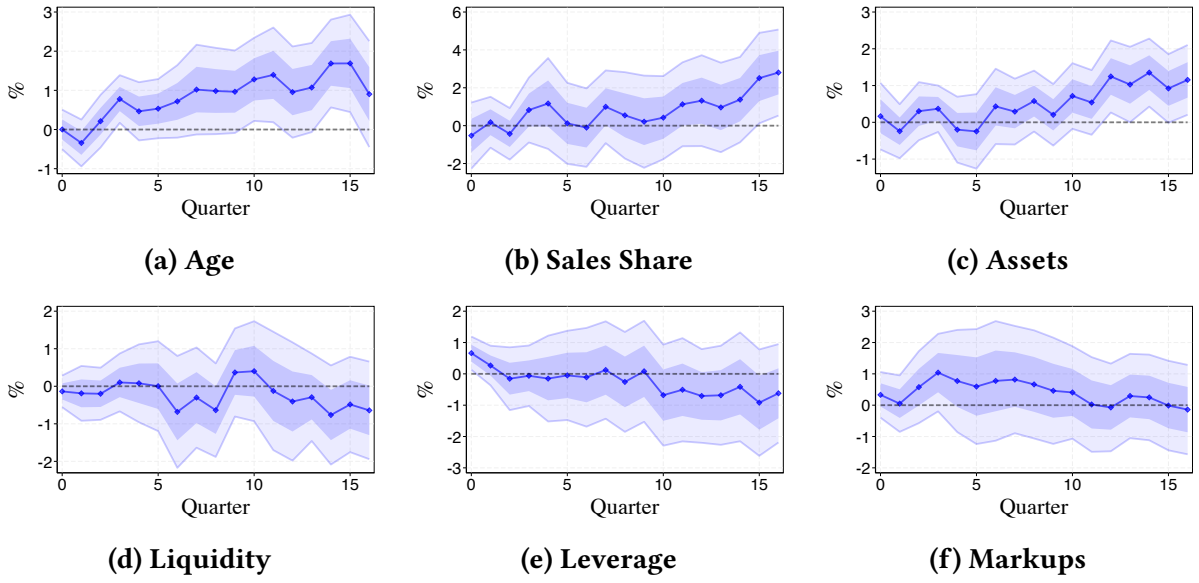 3
2
1
0
-1
%
0 5 10 15
Quarter
(a) Age
6
4
2
0
-2
%
0 5 10 15
Quarter
(b) Sales Share
3
2
1
0
-1
%
0 5 10 15
Quarter
(c) Assets
2
1
0
-1
-2
%
0 5 10 15
Quarter
(d) Liquidity
2
1
0
-1
-2
-3
%
0 5 10 15
Quarter
(e) Leverage
3
2
1
0
-1
-2
%
0 5 10 15
Quarter
(f) Markups